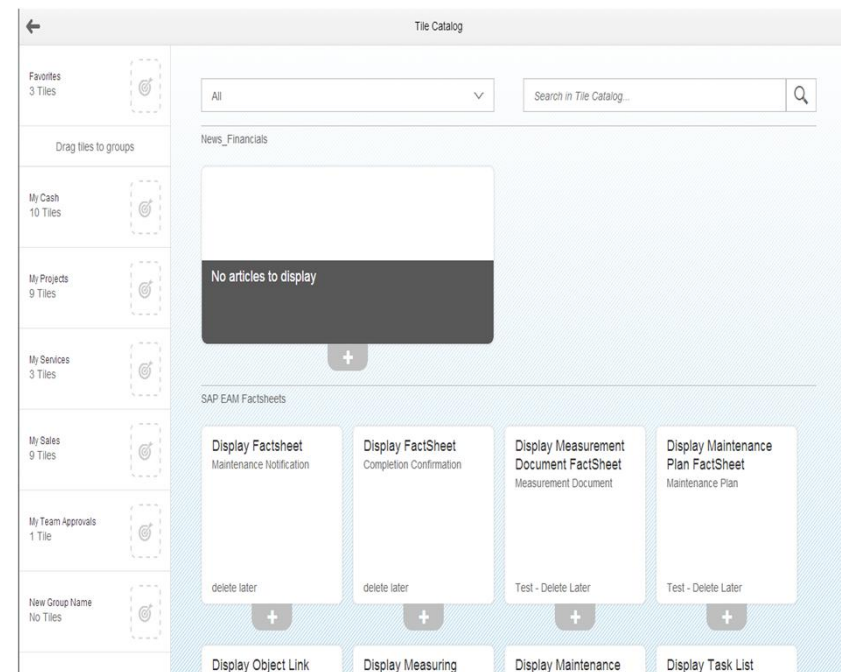 Tile Catalog
Favorites
3 Tiles
Drag tiles to groups
My Cash
10 Tiles
My Projects
9 Tiles
My Services
3 Tiles
My Sales
9 Tiles
My Team Approvals
1 Tile
New Group Name
No Tiles
All
Search in Tile Catalog...
News_Financials
No articles to display
SAP EAM Factsheets
Display Factsheet
Maintenance Notification
delete later
Display FactSheet
Completion Confirmation
delete later
Display Measurement
Document FactSheet
Measurement Document
Test - Delete Later
Display Maintenance
Plan FactSheet
Maintenance Plan
Test - Delete Later
Display Object Link
Display Measuring
Display Maintenance
Display Task List